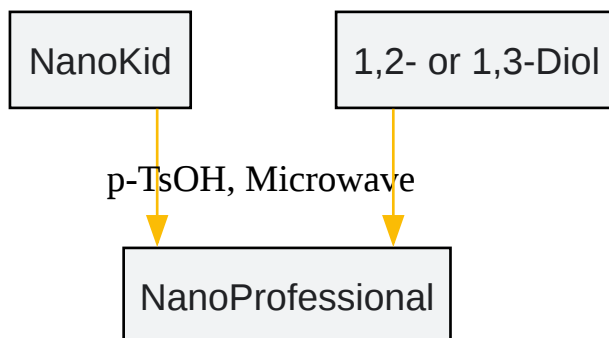 NanoKid
1,2- or 1,3-Diol
p-TsOH, Microwave
NanoProfessional